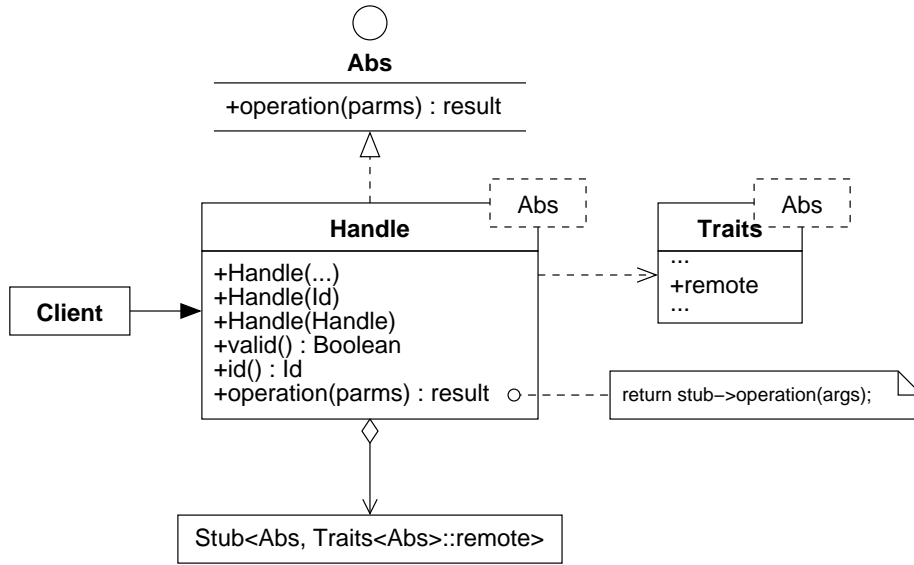 Abs
+operation(parms) : result
Abs
Handle
+Handle(...)
+Handle(Id)
+Handle(Handle)
+valid() : Boolean
+id() : Id
+operation(parms) : result
Abs
Traits
...
+remote
...
Client
return stub−>operation(args);
Stub<Abs, Traits<Abs>::remote>